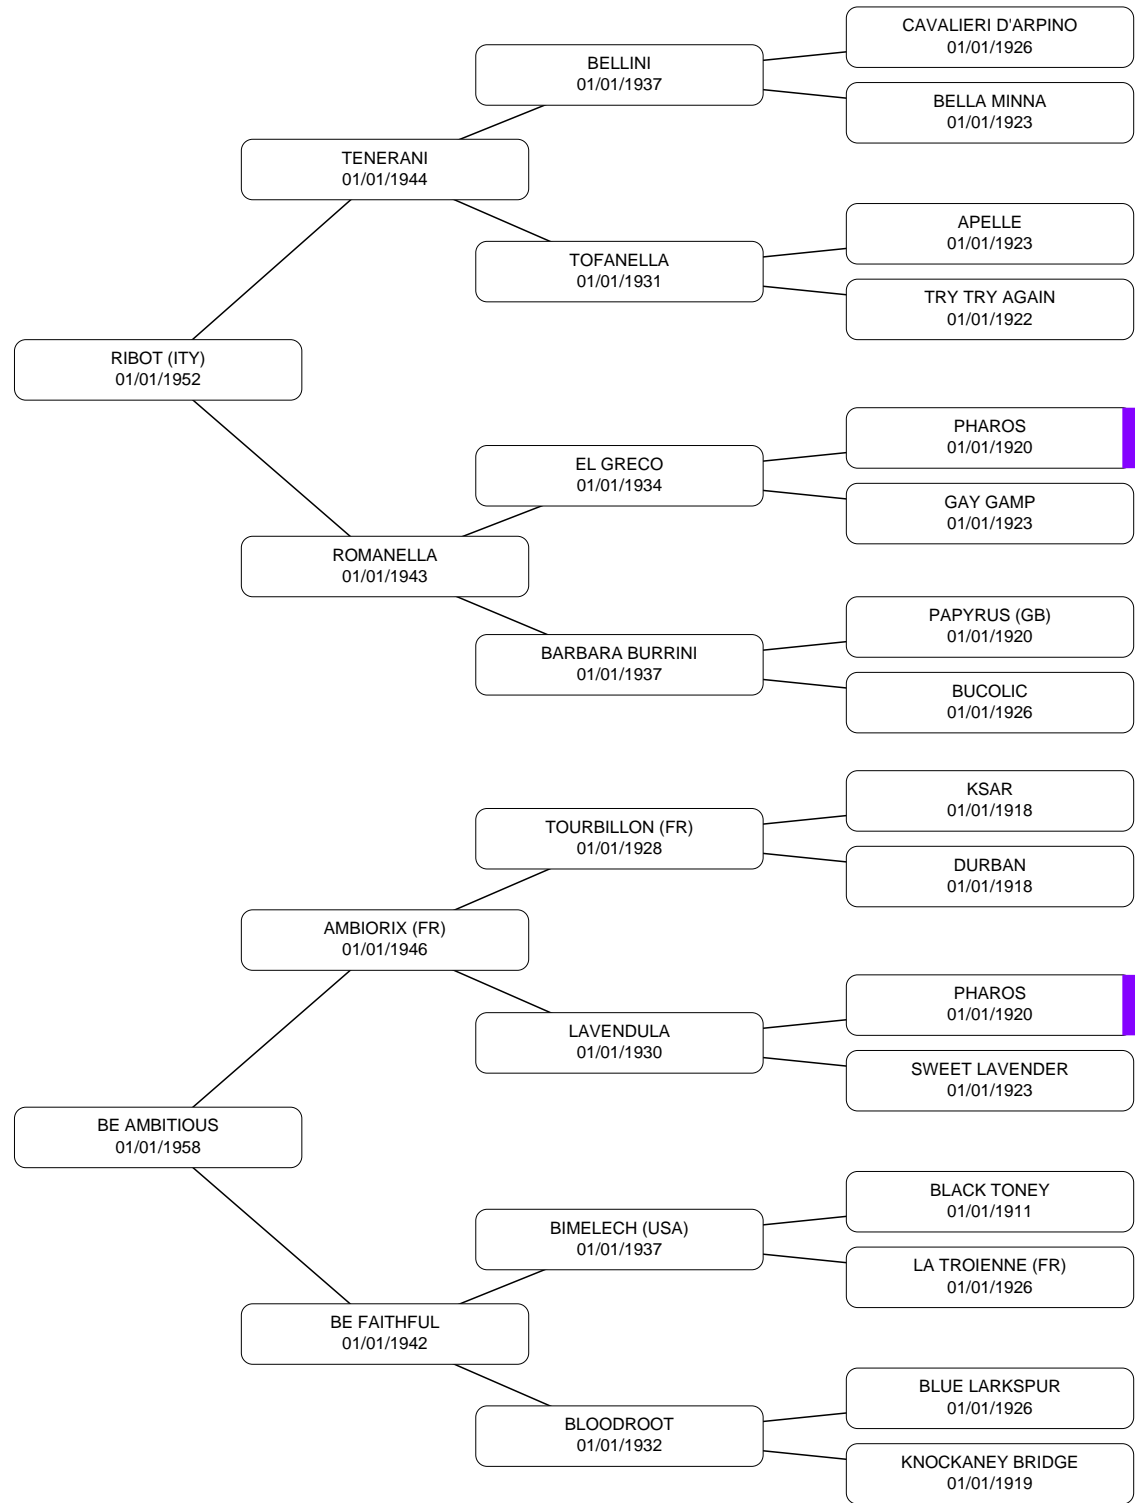 CAVALIERI D'ARPINO
01/01/1926
BELLINI
01/01/1937
BELLA MINNA
01/01/1923
TENERANI
01/01/1944
APELLE
01/01/1923
TOFANELLA
01/01/1931
TRY TRY AGAIN
01/01/1922
RIBOT (ITY)
01/01/1952
PHAROS
01/01/1920
EL GRECO
01/01/1934
GAY GAMP
01/01/1923
ROMANELLA
01/01/1943
PAPYRUS (GB)
01/01/1920
BARBARA BURRINI
01/01/1937
BUCOLIC
01/01/1926
KSAR
01/01/1918
TOURBILLON (FR)
01/01/1928
DURBAN
01/01/1918
AMBIORIX (FR)
01/01/1946
PHAROS
01/01/1920
LAVENDULA
01/01/1930
SWEET LAVENDER
01/01/1923
BE AMBITIOUS
01/01/1958
BLACK TONEY
01/01/1911
BIMELECH (USA)
01/01/1937
LA TROIENNE (FR)
01/01/1926
BE FAITHFUL
01/01/1942
BLUE LARKSPUR
01/01/1926
BLOODROOT
01/01/1932
KNOCKANEY BRIDGE
01/01/1919